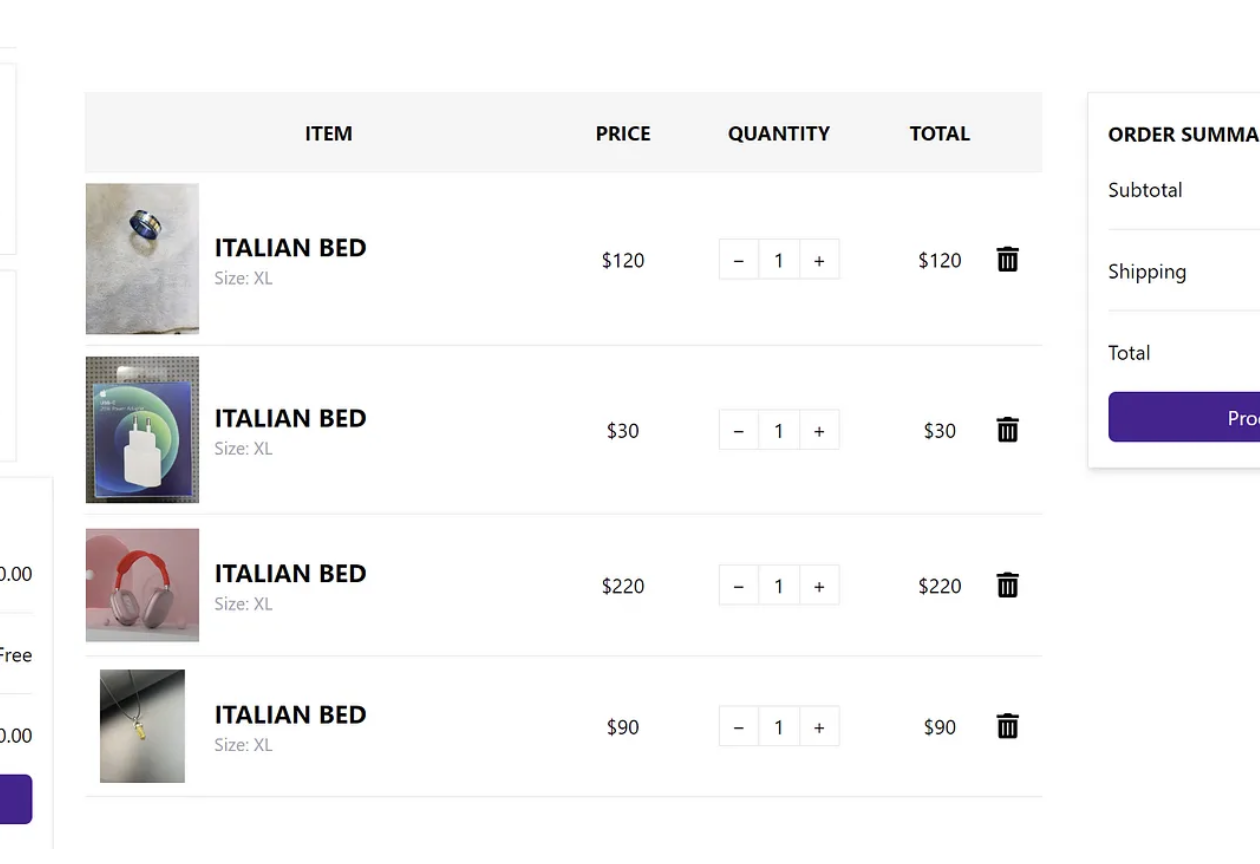 ITEM PRICE QUANTITY TOTAL
ITALIAN BED
Size: XL
$120 − 1 + $120
ITALIAN BED
Size: XL
$30 − 1 + $30
ITALIAN BED
Size: XL
$220 − 1 + $220
ITALIAN BED
Size: XL
$90 − 1 + $90
ORDER SUMMA
Subtotal
Shipping
Total
Proc
0.00
Free
0.00